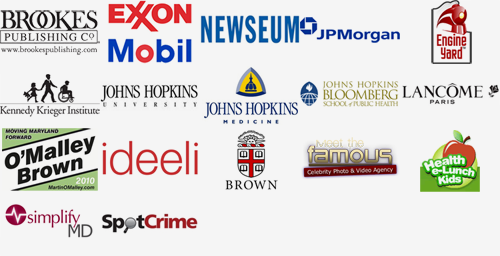 BROOKES
PUBLISHING CO
www.brookespublishing.com
EXXON
Mobil
NEWSEUM
JPMorgan
Engine
Yard
Kennedy Krieger Institute
JOHNS HOPKINS
UNIVERSITY
JOHNS HOPKINS
MEDICINE
JOHNS HOPKINS
BLOOMBERG
SCHOOL of PUBLIC HEALTH
LANCÔME
PARIS
MOVING MARYLAND
FORWARD
O'Malley
Brown
2010
MartinOMalley.com
ideeli
BROWN
Meet the
famous
Celebrity Photo & Video Agency
Health
e-Lunch
Kids
simplify
MD
SpotCrime